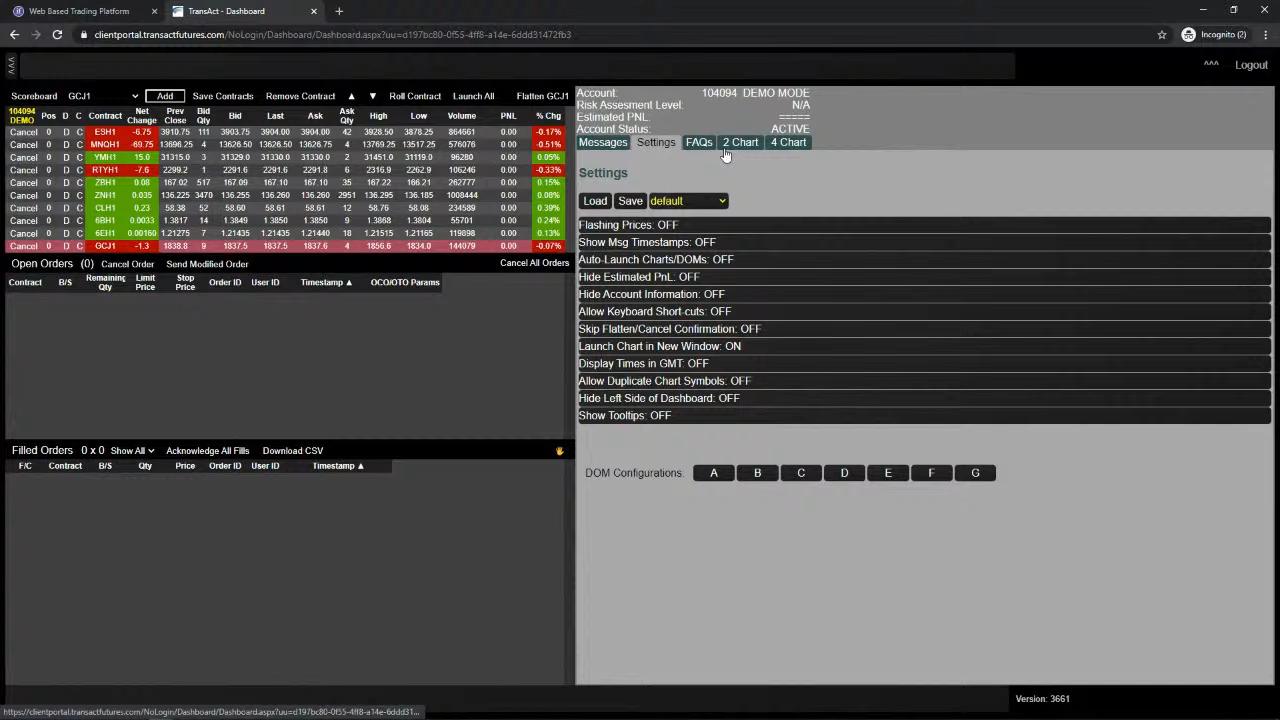 Web Based Trading Platform
TransAct - Dashboard
clientportal.transactfutures.com/NoLogin/Dashboard/Dashboard.aspx?uu=d197bc80-0f55-4ff8-a14e-6ddd31472fb3
Incognito (2)
^^^ Logout
Scoreboard GCJ1 Add Save Contracts Remove Contract ▲ ▼ Roll Contract Launch All Flatten GCJ1
104094 DEMO Pos D C Contract Net Change Prev Close Bid Qty Bid Last Ask Ask Qty High Low Volume PNL % Chg
Cancel 0 D C ESH1 -6.75 3910.75 111 3903.75 3904.00 3904.00 42 3928.50 3878.25 864661 0.00 -0.17%
Cancel 0 D C MNQH1 -69.75 13696.25 4 13626.50 13626.50 13626.75 4 13769.25 13517.25 576076 0.00 -0.51%
Cancel 0 D C YMH1 15.0 31315.0 3 31329.0 31330.0 31330.0 2 31451.0 31149.0 96280 0.00 0.05%
Cancel 0 D C RTYH1 -7.6 2299.2 1 2291.6 2291.6 2291.8 6 2316.9 2262.9 106246 0.00 -0.33%
Cancel 0 D C ZBH1 0.08 167.02 517 167.09 167.10 167.10 35 167.22 166.21 262777 0.00 0.15%
Cancel 0 D C ZNH1 0.035 136.225 3470 136.255 136.260 136.260 2951 136.295 136.185 1008444 0.00 0.08%
Cancel 0 D C CLH1 0.23 58.38 52 58.60 58.61 58.61 12 58.76 58.08 234589 0.00 0.39%
Cancel 0 D C 6BH1 0.0033 1.3817 14 1.3849 1.3850 1.3850 9 1.3868 1.3804 55701 0.00 0.24%
Cancel 0 D C 6EH1 0.00160 1.21275 7 1.21435 1.21440 1.21440 18 1.21515 1.21165 119898 0.00 0.13%
Cancel 0 D C GCJ1 -1.3 1838.8 9 1837.5 1837.5 1837.6 4 1856.6 1834.0 144079 0.00 -0.07%
Open Orders (0) Cancel Order Send Modified Order Cancel All Orders
Contract B/S Remaining Qty Limit Price Stop Price Order ID User ID Timestamp ▲ OCO/OTO Params
Filled Orders 0 x 0 Show All Acknowledge All Fills Download CSV
F/C Contract B/S Qty Price Order ID User ID Timestamp ▲
Account: 104094 DEMO MODE
Risk Assesment Level: N/A
Estimated PNL: =====
Account Status: ACTIVE
Messages Settings FAQs 2 Chart 4 Chart
Settings
Load Save default
Flashing Prices: OFF
Show Msg Timestamps: OFF
Auto-Launch Charts/DOMs: OFF
Hide Estimated PnL: OFF
Hide Account Information: OFF
Allow Keyboard Short-cuts: OFF
Skip Flatten/Cancel Confirmation: OFF
Launch Chart in New Window: ON
Display Times in GMT: OFF
Allow Duplicate Chart Symbols: OFF
Hide Left Side of Dashboard: OFF
Show Tooltips: OFF
DOM Configurations: A B C D E F G
Version: 3661
https://clientportal.transactfutures.com/NoLogin/Dashboard/Dashboard.aspx?uu=d197bc80-0f55-4ff8-a14e-6ddd31...